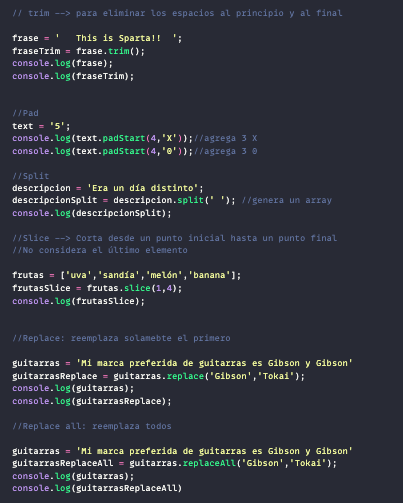 // trim --> para eliminar los espacios al principio y al final
frase = '   This is Sparta!!  ';
fraseTrim = frase.trim();
console.log(frase);
console.log(fraseTrim);
//Pad
text = '5';
console.log(text.padStart(4,'X'));//agrega 3 X
console.log(text.padStart(4,'0'));//agrega 3 0
//Split
descripcion = 'Era un día distinto';
descripcionSplit = descripcion.split(' '); //genera un array
console.log(descripcionSplit);
//Slice --> Corta desde un punto inicial hasta un punto final
//No considera el último elemento
frutas = ['uva','sandía','melón','banana'];
frutasSlice = frutas.slice(1,4);
console.log(frutasSlice);
//Replace: reemplaza solamebte el primero
guitarras = 'Mi marca preferida de guitarras es Gibson y Gibson'
guitarrasReplace = guitarras.replace('Gibson','Tokai');
console.log(guitarras);
console.log(guitarrasReplace);
//Replace all: reemplaza todos
guitarras = 'Mi marca preferida de guitarras es Gibson y Gibson'
guitarrasReplaceAll = guitarras.replaceAll('Gibson','Tokai');
console.log(guitarras);
console.log(guitarrasReplaceAll)